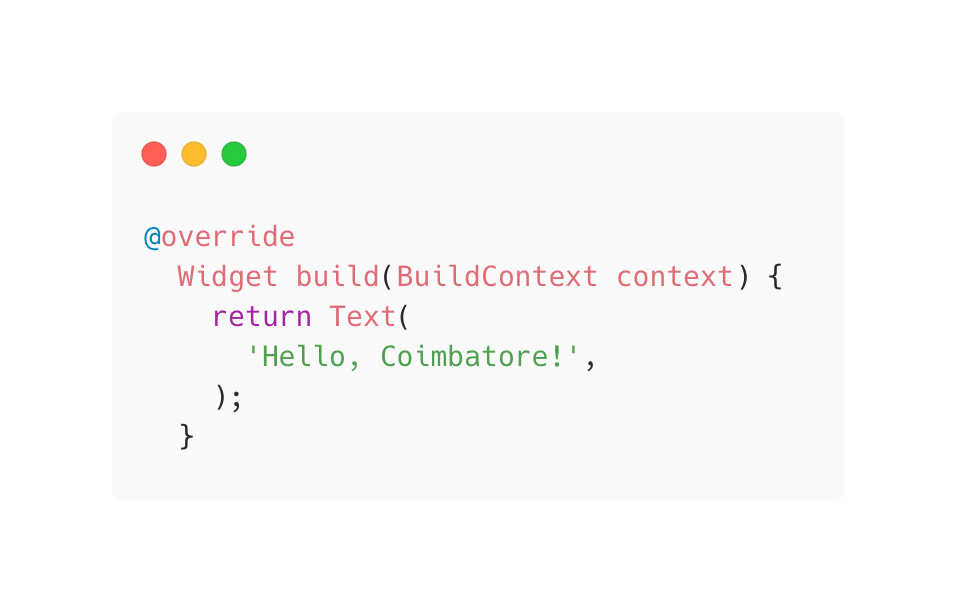 @override
  Widget build(BuildContext context) {
    return Text(
      'Hello, Coimbatore!',
    );
  }